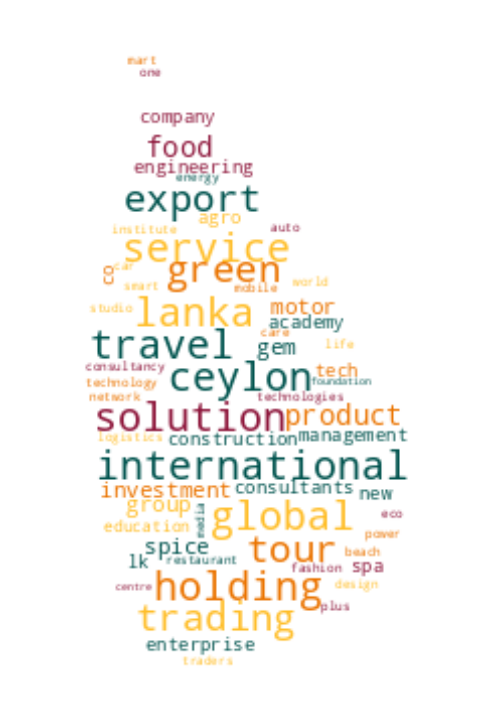 mart
one
company
food
engineering
energy
export
agro
institute auto
service
co car green
smart mobile world
studio lanka motor
academy
travel care life
gem
consultancy ceylon tech
technology foundation
network technologies
solution product
logistics construction management
international
investment consultants new
group media global eco
education power
spice tour beach
lk restaurant fashion spa
centre holding design
trading plus
enterprise
traders